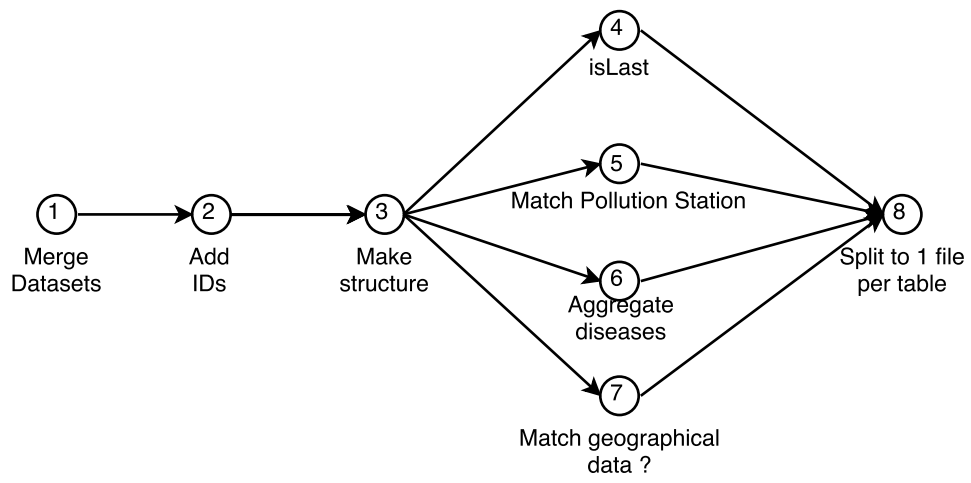 1
Merge
Datasets
2
Add
IDs
3
Make
structure
4
isLast
5
Match Pollution Station
6
Aggregate
diseases
7
Match geographical
data ?
8
Split to 1 file
per table